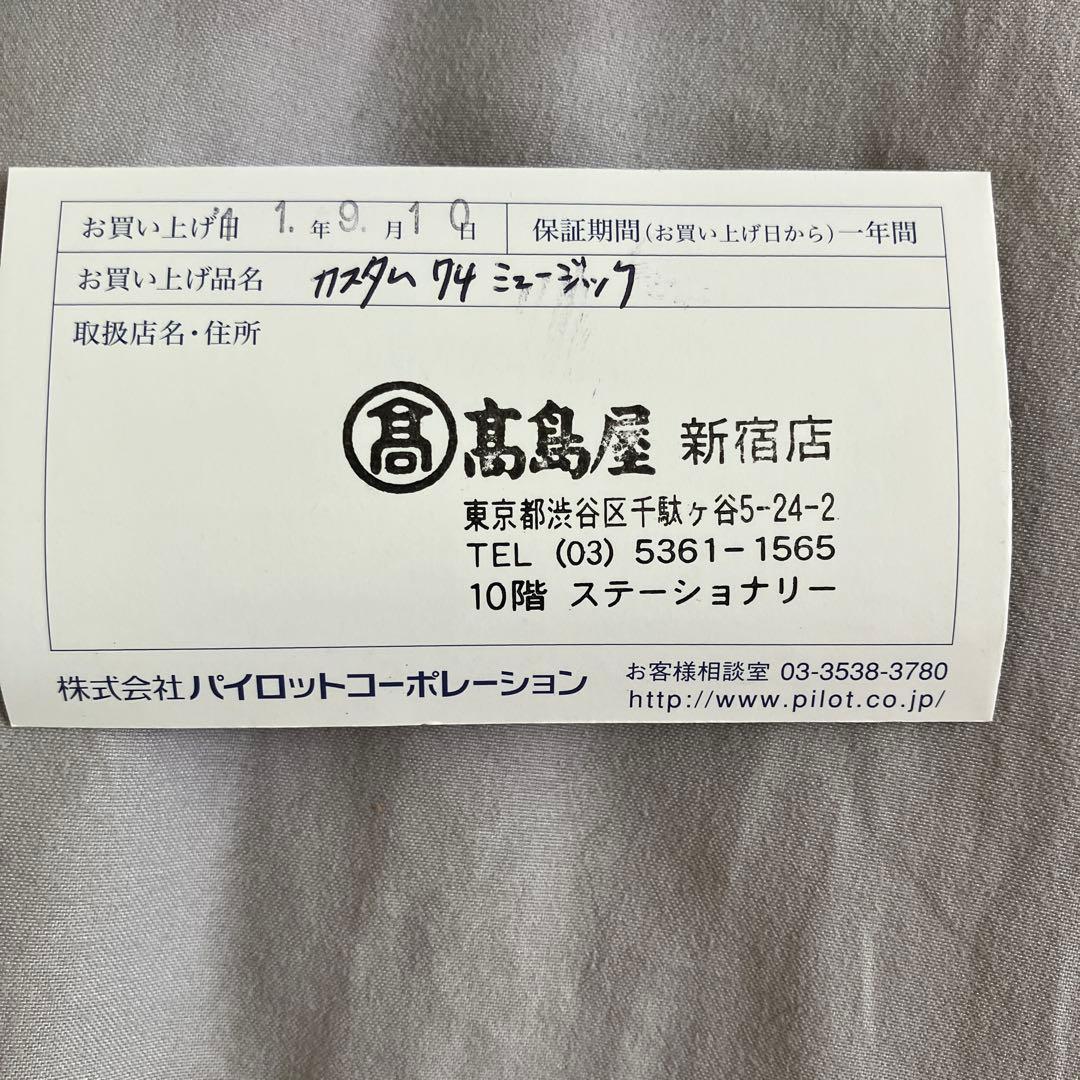 お買い上げ日 '11.年 9.月 10日 保証期間(お買い上げ日から)一年間
お買い上げ品名 カスタム 74 ミュージック
取扱店名・住所
髙 髙島屋 新宿店
東京都渋谷区千駄ヶ谷5-24-2
TEL (03) 5361-1565
10階 ステーショナリー
株式会社パイロットコーポレーション お客様相談室 03-3538-3780
http://www.pilot.co.jp/